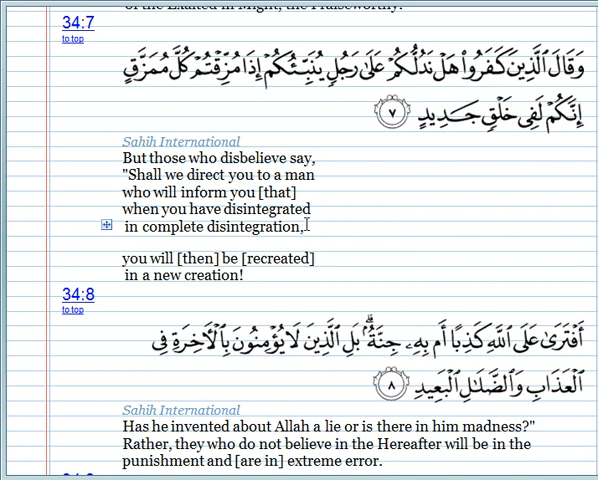 34:7
to top
وَقَالَ ٱلَّذِينَ كَفَرُوا۟ هَلْ نَدُلُّكُمْ عَلَىٰ رَجُلٍ يُنَبِّئُكُمْ إِذَا مُزِّقْتُمْ كُلَّ مُمَزَّقٍ
إِنَّكُمْ لَفِى خَلْقٍ جَدِيدٍ ٧
Sahih International
But those who disbelieve say,
"Shall we direct you to a man
who will inform you [that]
when you have disintegrated
in complete disintegration,
you will [then] be [recreated]
in a new creation!
34:8
to top
أَفْتَرَىٰ عَلَى ٱللَّهِ كَذِبًا أَم بِهِۦ جِنَّةٌۢ ۗ بَلِ ٱلَّذِينَ لَا يُؤْمِنُونَ بِٱلْـَٔاخِرَةِ فِى
ٱلْعَذَابِ وَٱلضَّلَـٰلِ ٱلْبَعِيدِ ٨
Sahih International
Has he invented about Allah a lie or is there in him madness?"
Rather, they who do not believe in the Hereafter will be in the
punishment and [are in] extreme error.